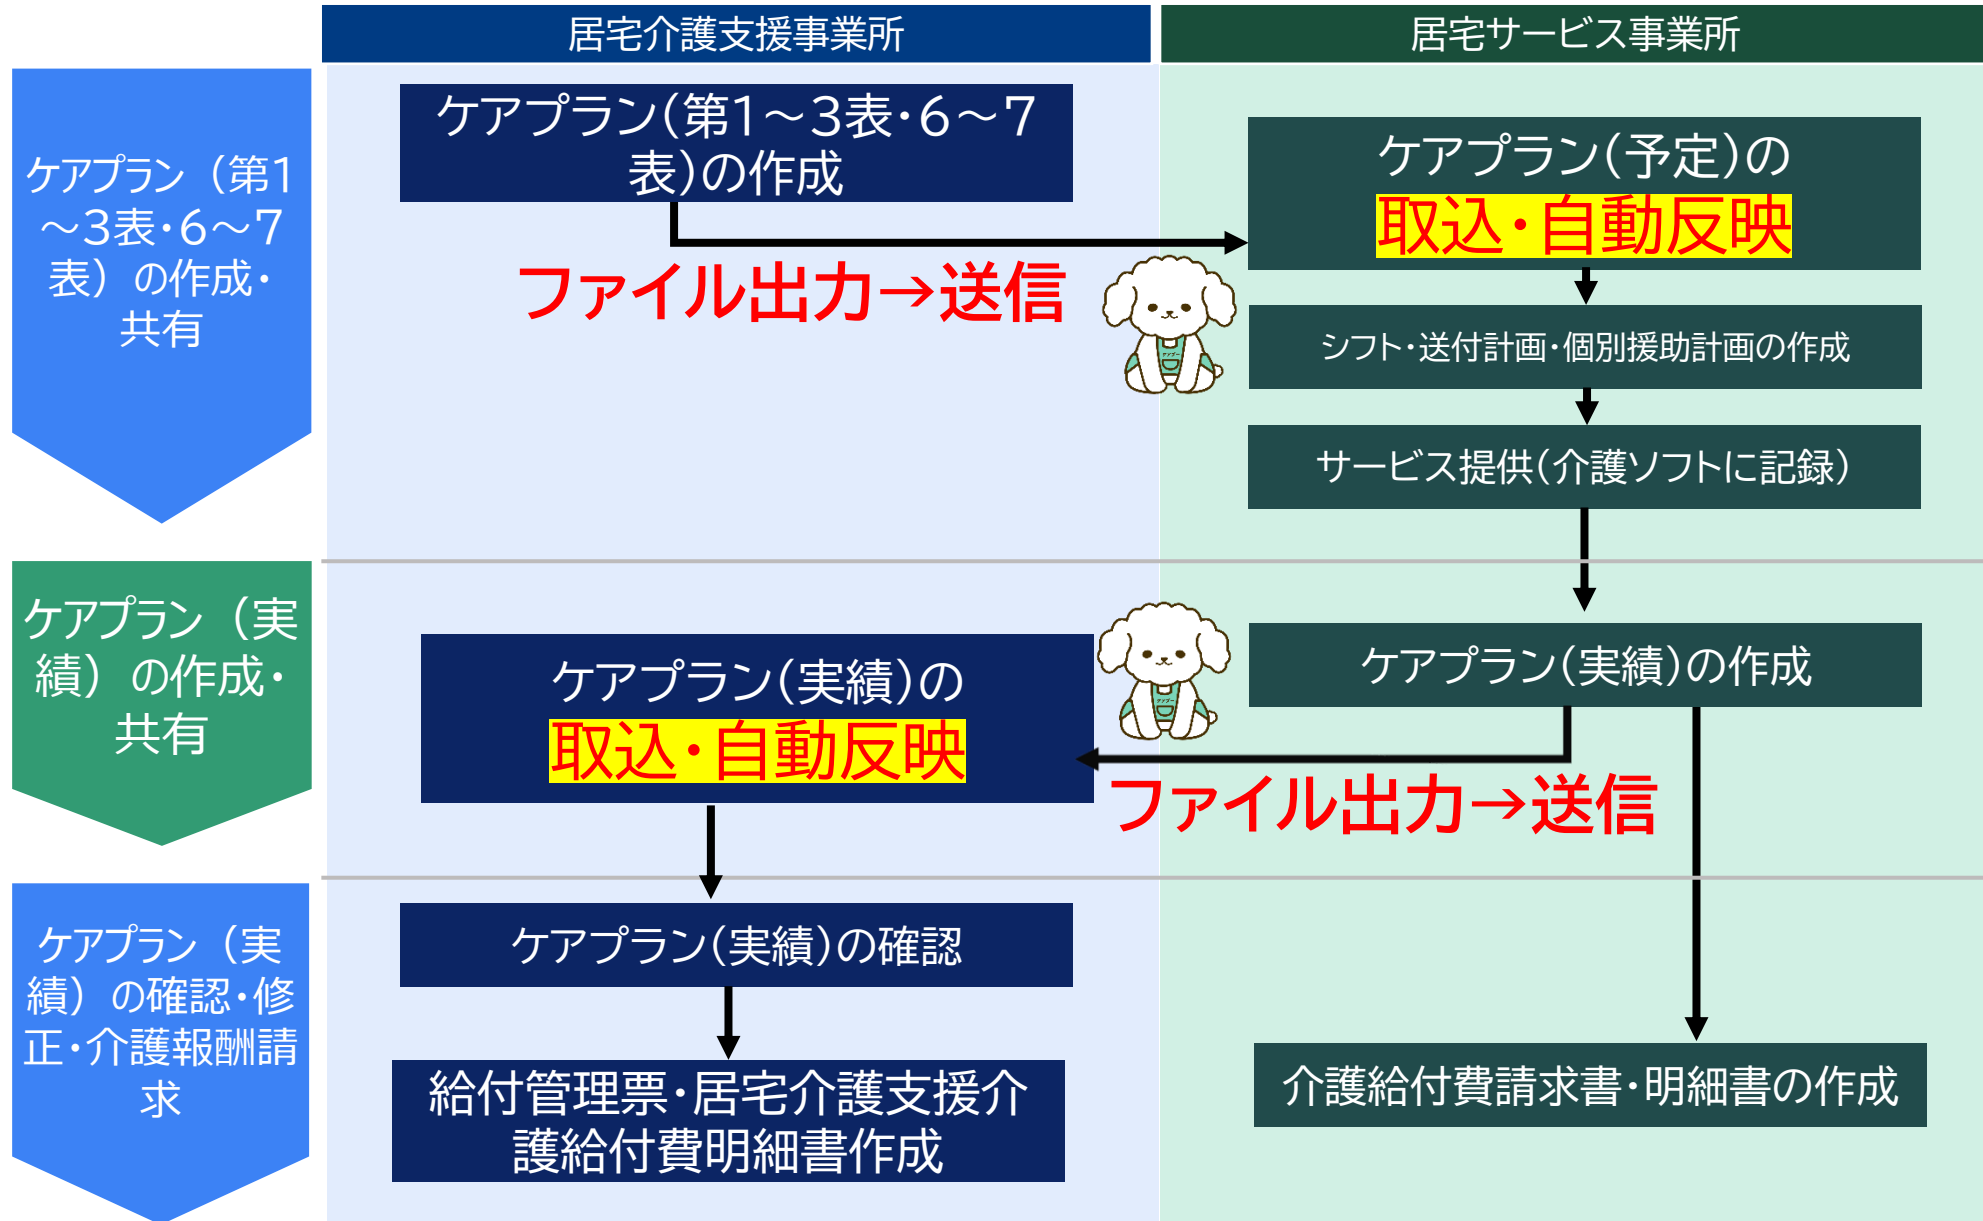 居宅介護支援事業所
居宅サービス事業所
ケアプラン（第1
～3表・6～7
表）の作成・
共有
ケアプラン(第1～3表・6～7
表)の作成
ファイル出力→送信
ケアプラン(予定)の
取込・自動反映
シフト・送付計画・個別援助計画の作成
サービス提供(介護ソフトに記録)
ケアプラン（実
績）の作成・
共有
ケアプラン(実績)の
取込・自動反映
ケアプラン(実績)の作成
ファイル出力→送信
ケアプラン（実
績）の確認・修
正・介護報酬請
求
ケアプラン(実績)の確認
給付管理票・居宅介護支援介
護給付費明細書作成
介護給付費請求書・明細書の作成